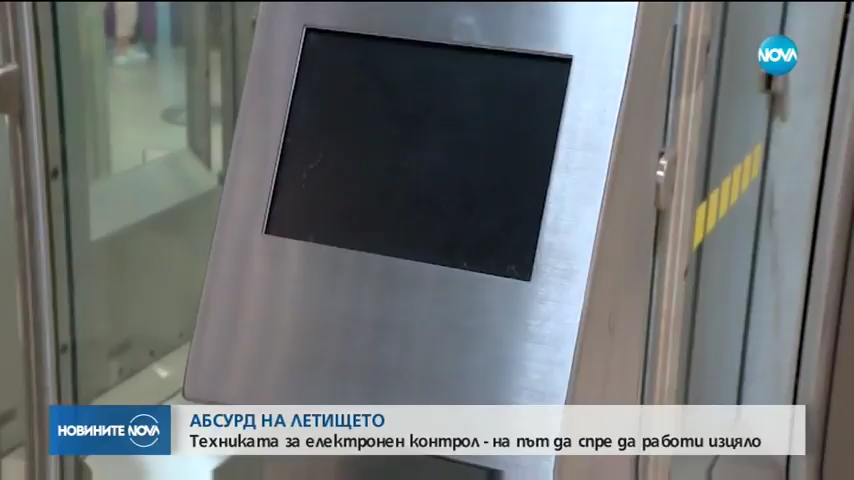 NOVA
НОВИНИТЕ NOVA
АБСУРД НА ЛЕТИЩЕТО
Техниката за електронен контрол - на път да спре да работи изцяло